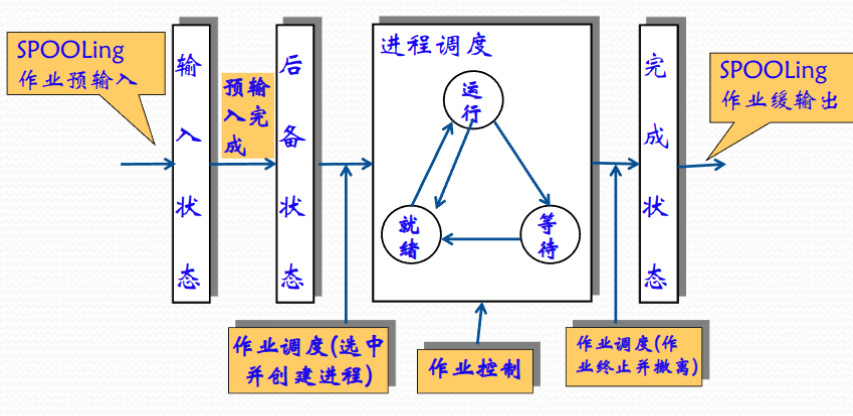 SPOOLing
作业预输入
输入状态
预输
入完
成
后备状态
进程调度
运
行
就
绪
等
待
完成状态
SPOOLing
作业缓输出
作业调度(选中
并创建进程)
作业控制
作业调度(作
业终止并撤离)